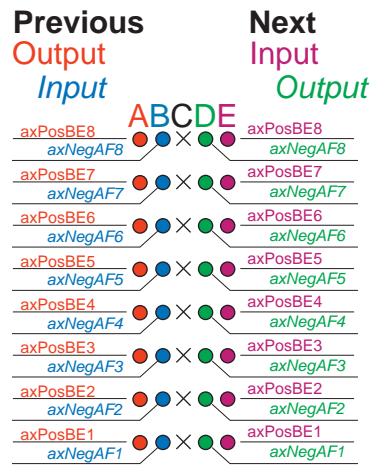 Previous Next
Output Input
Input Output
ABCDE
axPosBE8 axPosBE8
axNegAF8 axNegAF8
axPosBE7 axPosBE7
axNegAF7 axNegAF7
axPosBE6 axPosBE6
axNegAF6 axNegAF6
axPosBE5 axPosBE5
axNegAF5 axNegAF5
axPosBE4 axPosBE4
axNegAF4 axNegAF4
axPosBE3 axPosBE3
axNegAF3 axNegAF3
axPosBE2 axPosBE2
axNegAF2 axNegAF2
axPosBE1 axPosBE1
axNegAF1 axNegAF1